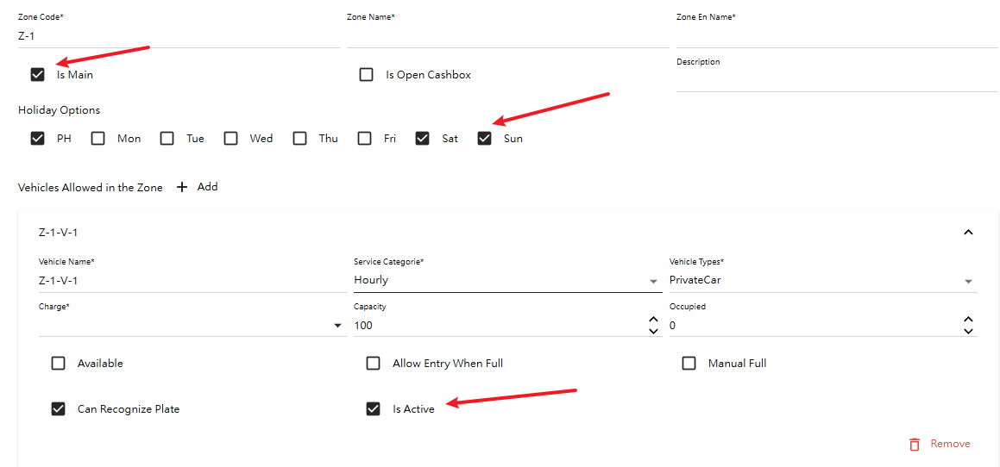 Zone Code*
Zone Name*
Zone En Name*
Z-1
Description
Is Main
Is Open Cashbox
Holiday Options
PH Mon Tue Wed Thu Fri Sat Sun
Vehicles Allowed in the Zone + Add
Z-1-V-1
Vehicle Name*
Service Categorie*
Vehicle Types*
Z-1-V-1
Hourly
PrivateCar
Charge*
Capacity
Occupied
100
0
Available
Allow Entry When Full
Manual Full
Can Recognize Plate
Is Active
Remove